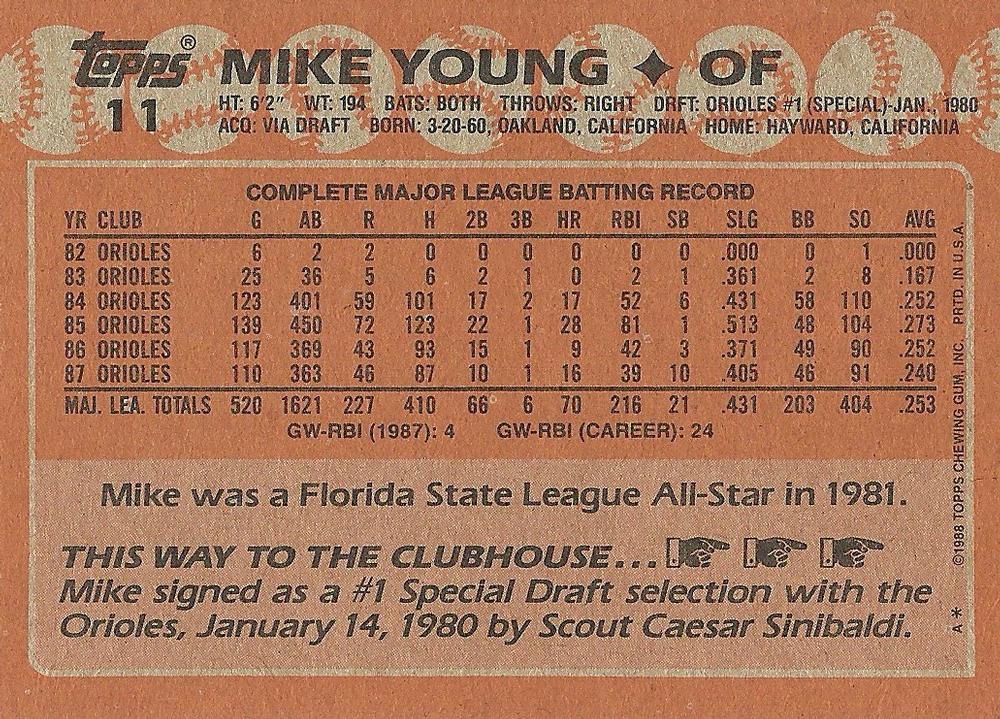 Topps® MIKE YOUNG ✦ OF
11 HT: 6'2" WT: 194 BATS: BOTH THROWS: RIGHT DRFT: ORIOLES #1 (SPECIAL)-JAN., 1980
ACQ: VIA DRAFT BORN: 3-20-60, OAKLAND, CALIFORNIA HOME: HAYWARD, CALIFORNIA
COMPLETE MAJOR LEAGUE BATTING RECORD
YR CLUB G AB R H 2B 3B HR RBI SB SLG BB SO AVG
82 ORIOLES 6 2 2 0 0 0 0 0 0 .000 0 1 .000
83 ORIOLES 25 36 5 6 2 1 0 2 1 .361 2 8 .167
84 ORIOLES 123 401 59 101 17 2 17 52 6 .431 58 110 .252
85 ORIOLES 139 450 72 123 22 1 28 81 1 .513 48 104 .273
86 ORIOLES 117 369 43 93 15 1 9 42 3 .371 49 90 .252
87 ORIOLES 110 363 46 87 10 1 16 39 10 .405 46 91 .240
MAJ. LEA. TOTALS 520 1621 227 410 66 6 70 216 21 .431 203 404 .253
GW-RBI (1987): 4 GW-RBI (CAREER): 24
Mike was a Florida State League All-Star in 1981.
THIS WAY TO THE CLUBHOUSE...
Mike signed as a #1 Special Draft selection with the
Orioles, January 14, 1980 by Scout Caesar Sinibaldi.
A * ©1988 TOPPS CHEWING GUM, INC. PRTD. IN U.S.A.